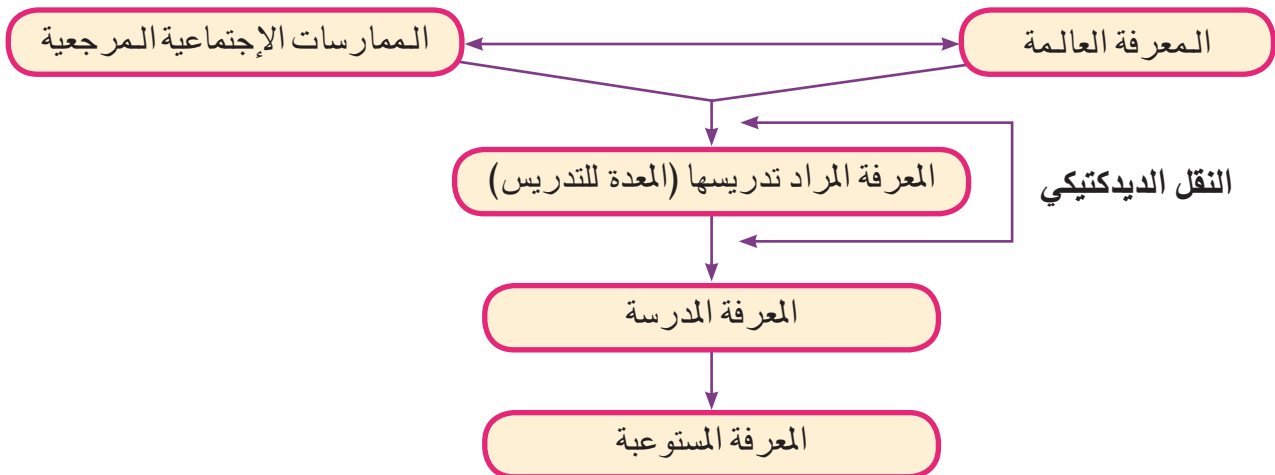 المعرفة العالمة
الممارسات الإجتماعية المرجعية
المعرفة المراد تدريسها (المعدة للتدريس)
النقل الديدكتيكي
المعرفة المدرسة
المعرفة المستوعبة